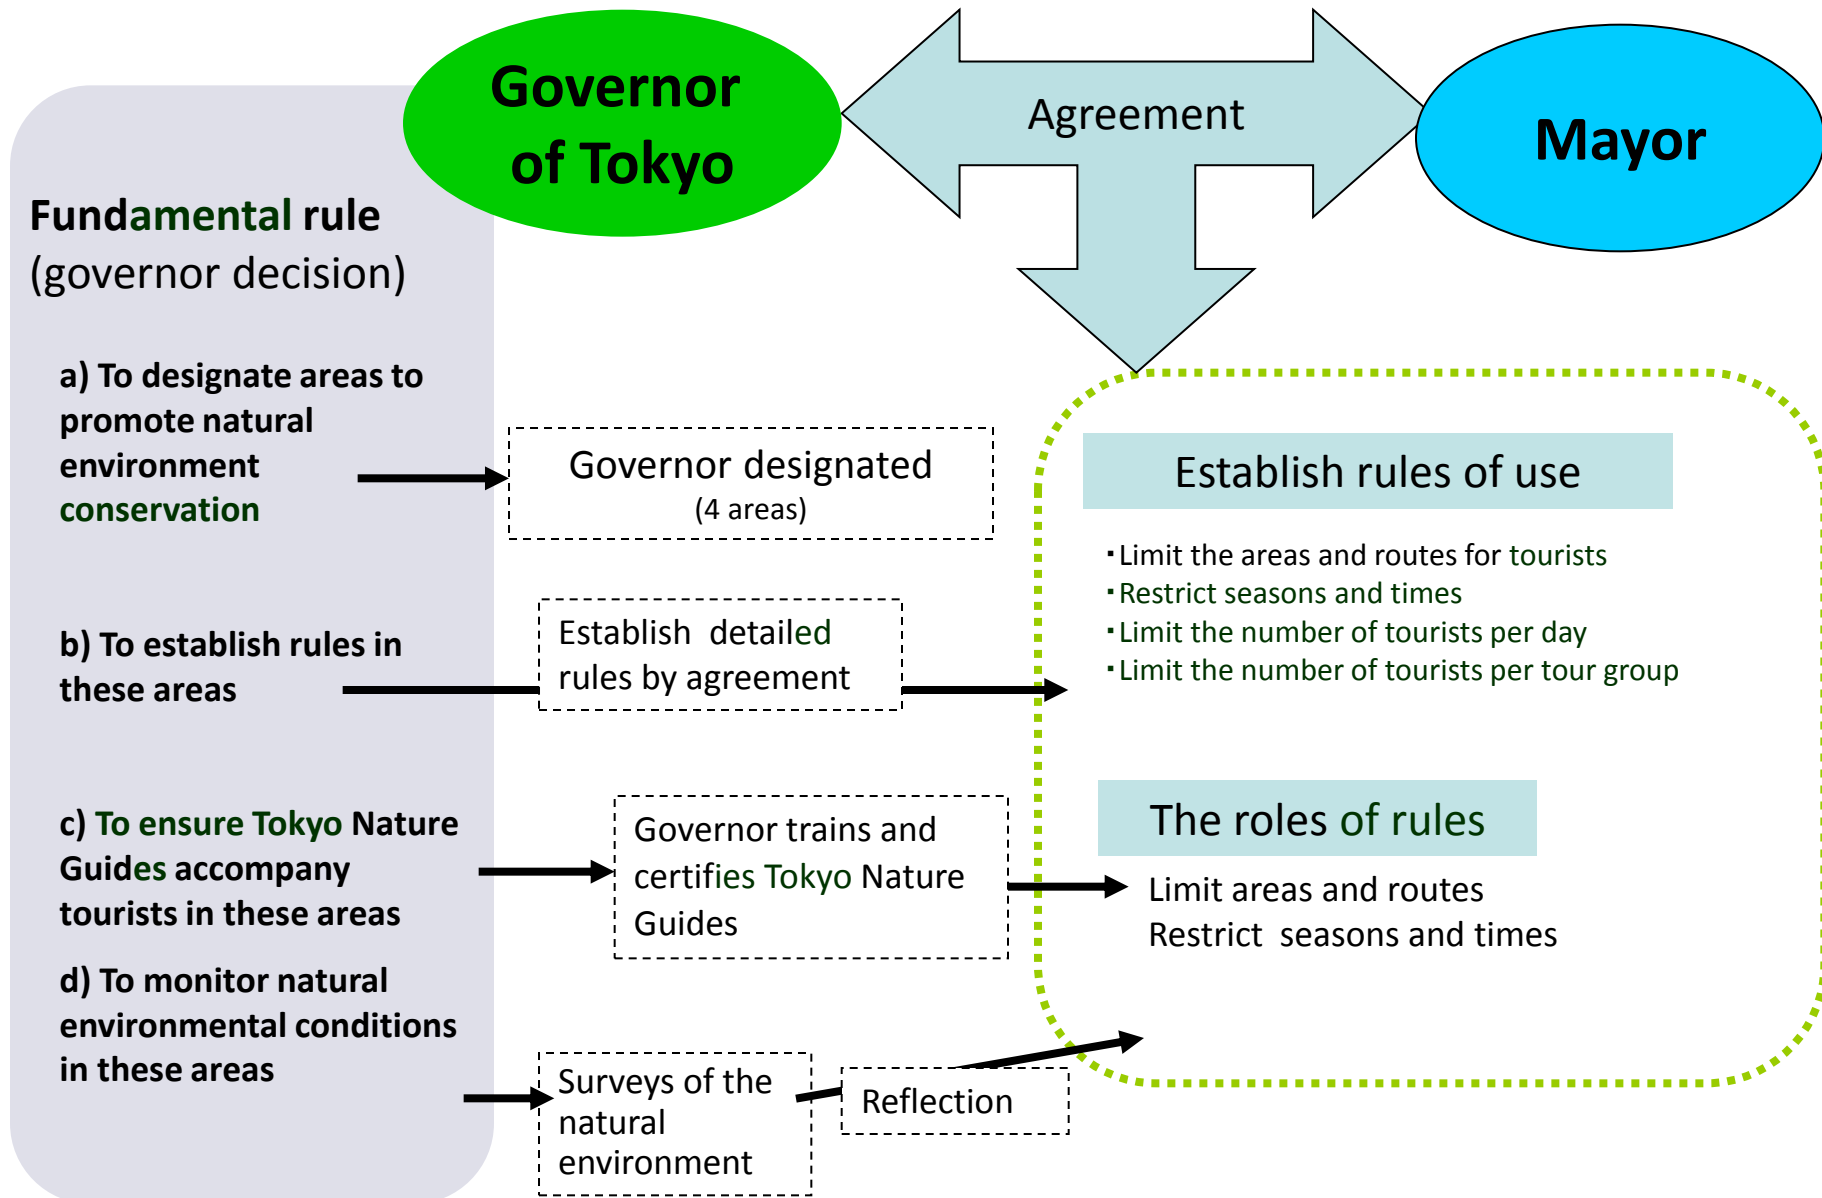 Governor
of Tokyo
Agreement
Mayor
Fundamental rule
(governor decision)
a) To designate areas to
promote natural
environment
conservation
Governor designated
(4 areas)
b) To establish rules in
these areas
Establish detailed
rules by agreement
c) To ensure Tokyo Nature
Guides accompany
tourists in these areas
Governor trains and
certifies Tokyo Nature
Guides
d) To monitor natural
environmental conditions
in these areas
Surveys of the
natural
environment
Reflection
Establish rules of use
・Limit the areas and routes for tourists
・Restrict seasons and times
・Limit the number of tourists per day
・Limit the number of tourists per tour group
The roles of rules
Limit areas and routes
Restrict seasons and times